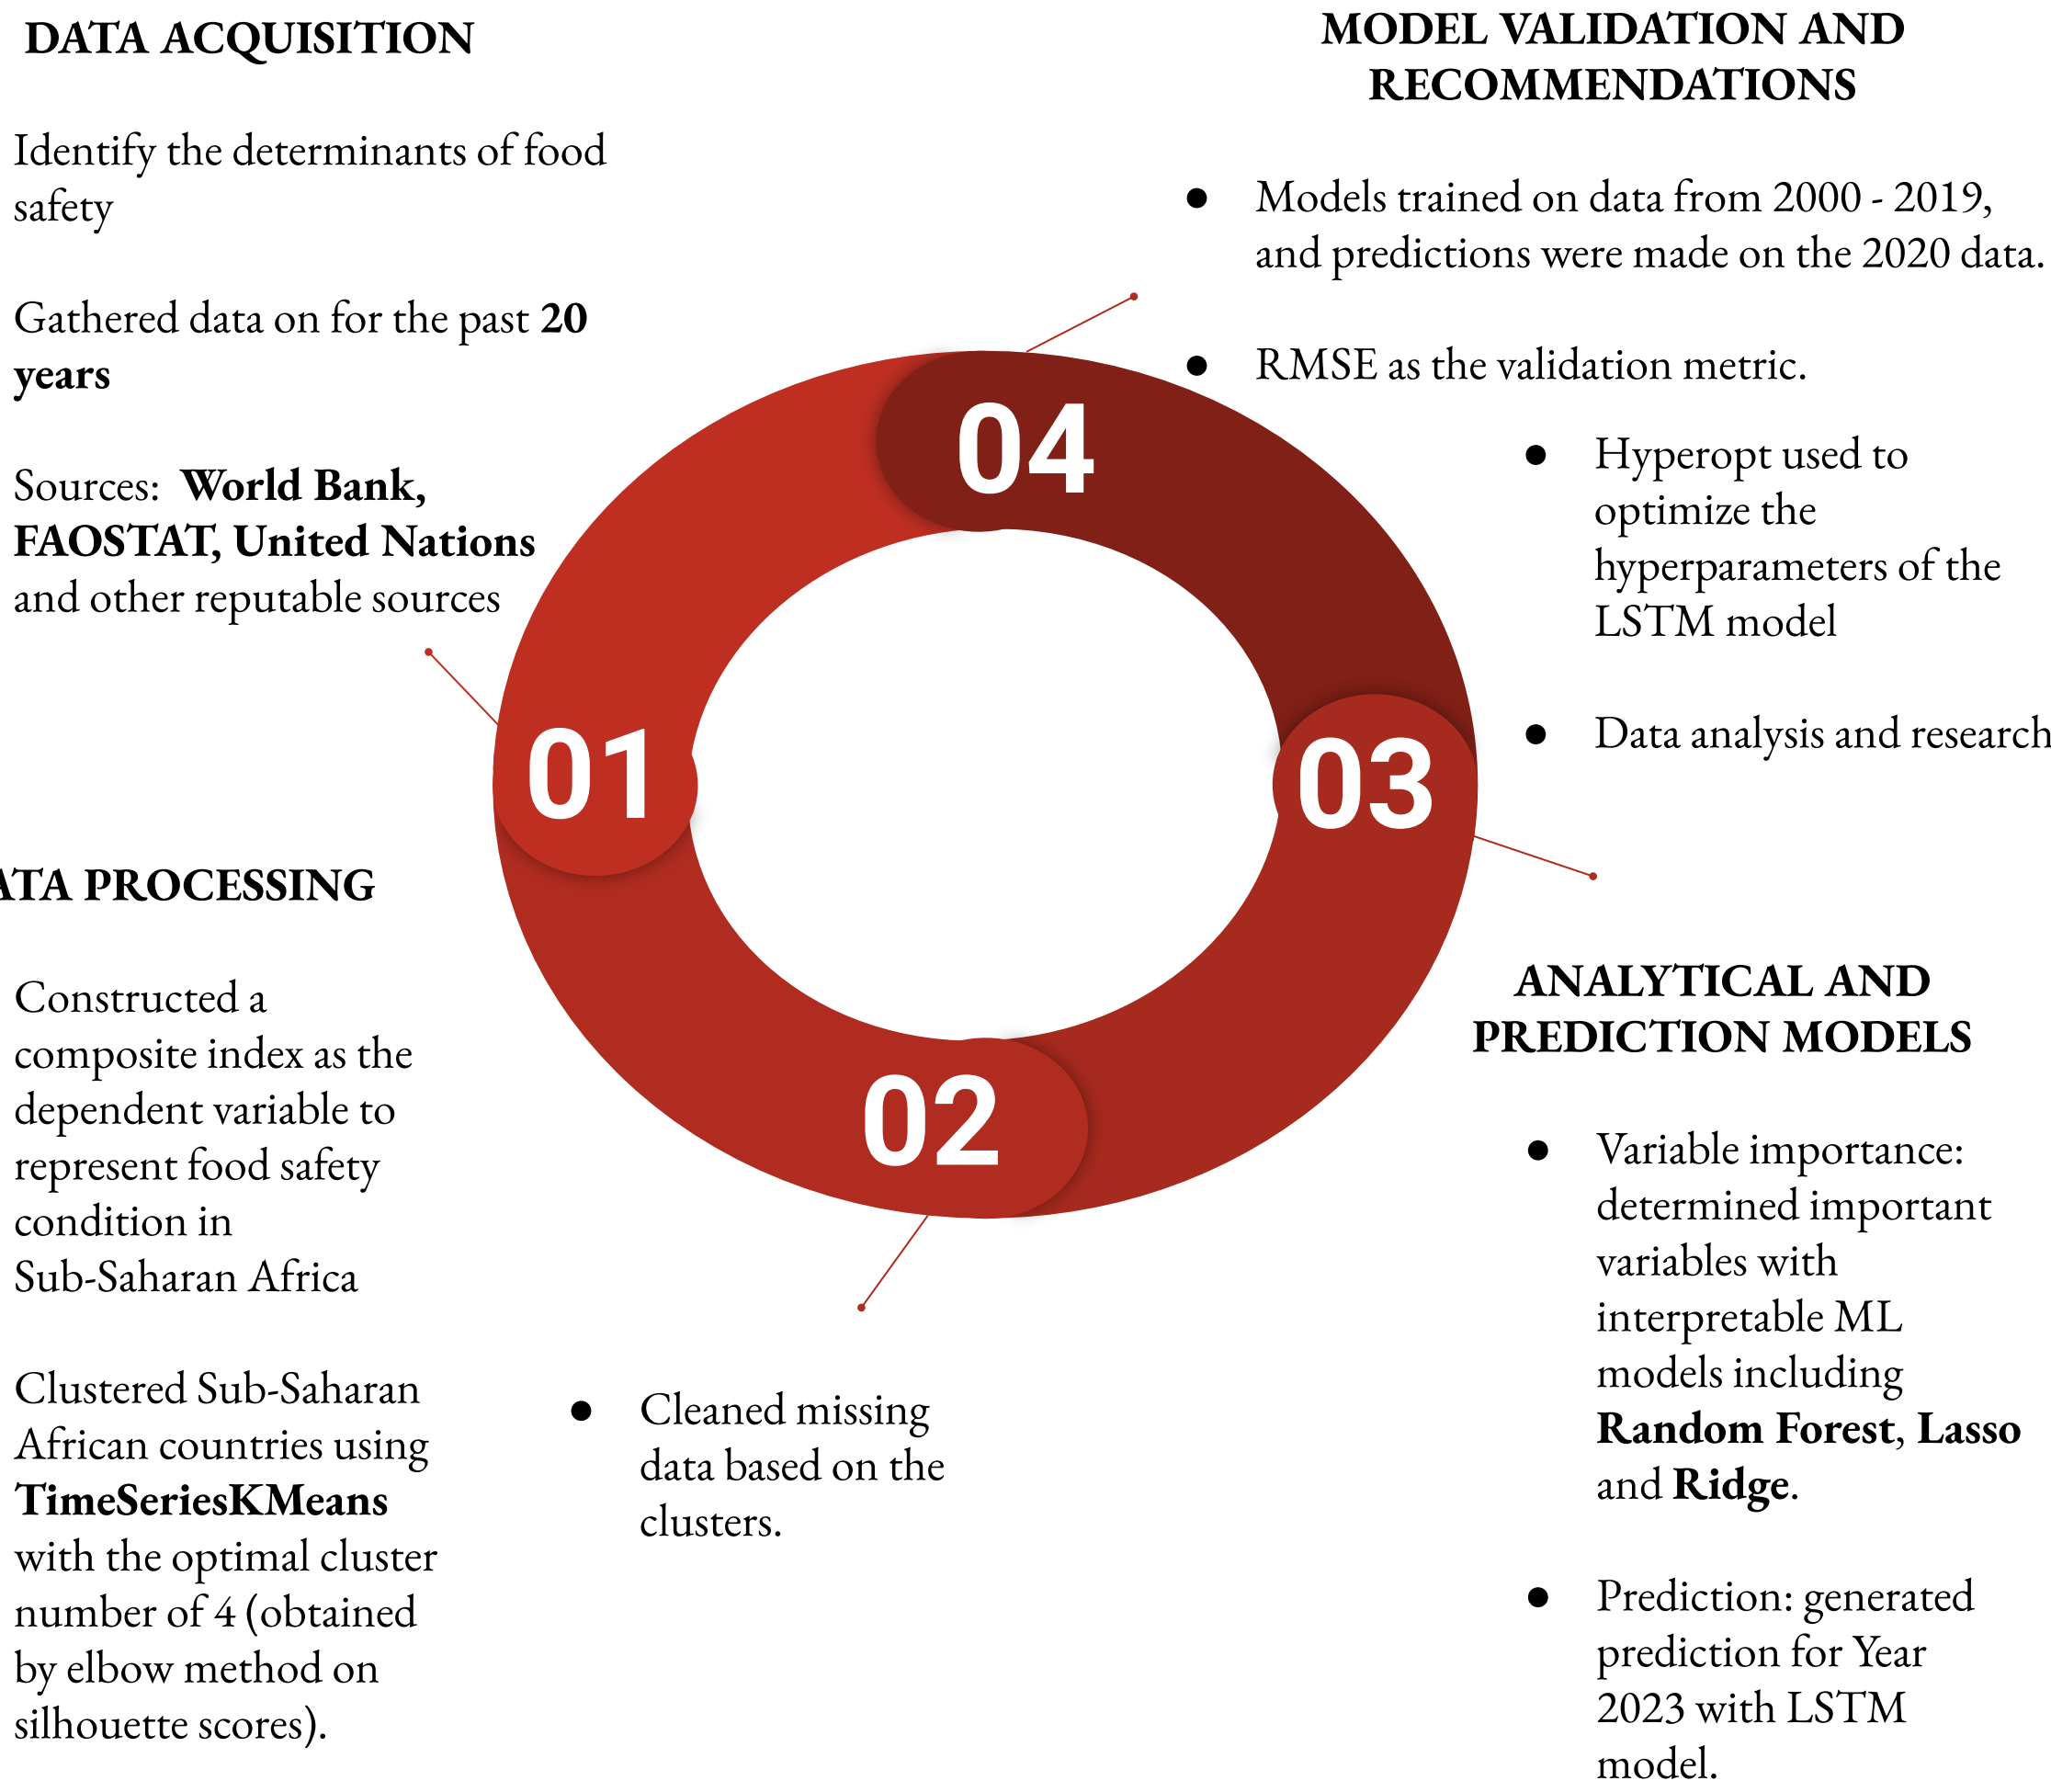 DATA ACQUISITION
Identify the determinants of food
safety
Gathered data on for the past 20
years
Sources: World Bank,
FAOSTAT, United Nations
and other reputable sources
01
ATA PROCESSING
Constructed a
composite index as the
dependent variable to
represent food safety
condition in
Sub-Saharan Africa
Clustered Sub-Saharan
African countries using
TimeSeriesKMeans
with the optimal cluster
number of 4 (obtained
by elbow method on
silhouette scores).
02
● Cleaned missing
data based on the
clusters.
03
ANALYTICAL AND
PREDICTION MODELS
● Variable importance:
determined important
variables with
interpretable ML
models including
Random Forest, Lasso
and Ridge.
● Prediction: generated
prediction for Year
2023 with LSTM
model.
04
MODEL VALIDATION AND
RECOMMENDATIONS
● Models trained on data from 2000 - 2019,
and predictions were made on the 2020 data.
● RMSE as the validation metric.
● Hyperopt used to
optimize the
hyperparameters of the
LSTM model
● Data analysis and research